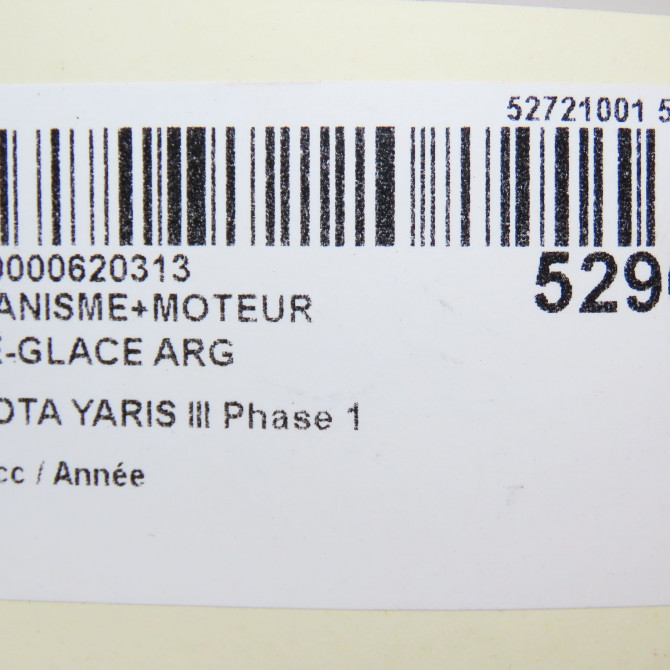 52721001 5
0000620313
529
ANISME+MOTEUR
E-GLACE ARG
OTA YARIS III Phase 1
cc / Année